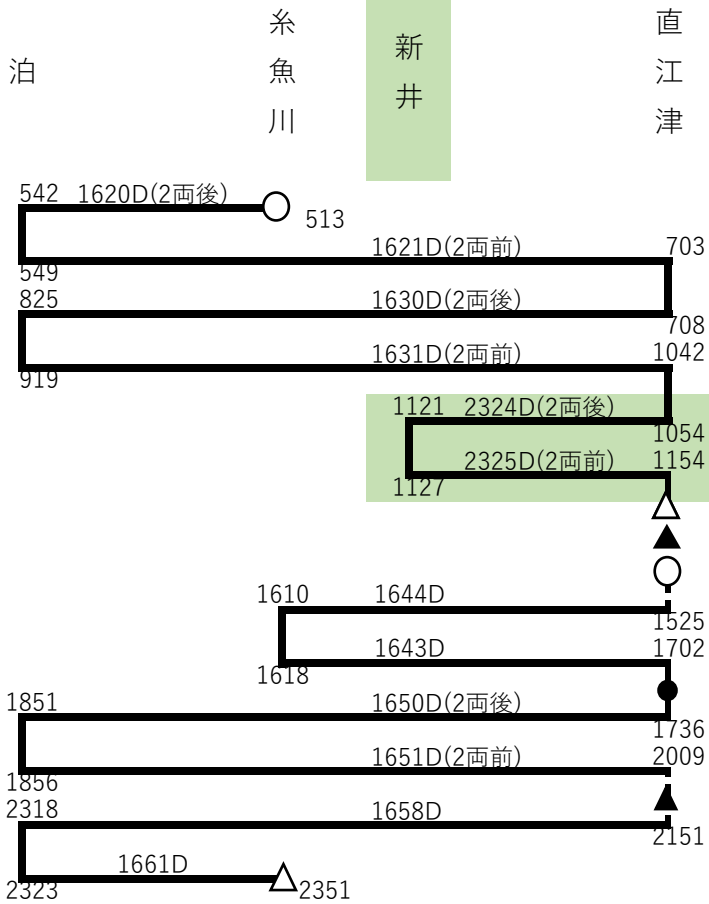 泊
糸魚川
新井
直江津
542 1620D(2両後)
513
1621D(2両前) 703
549
825 1630D(2両後)
708
1631D(2両前) 1042
919
1121 2324D(2両後)
1054
2325D(2両前) 1154
1127
1610 1644D
1525
1643D 1702
1618
1851 1650D(2両後)
1736
1651D(2両前) 2009
1856
2318 1658D
2151
1661D
2323 2351